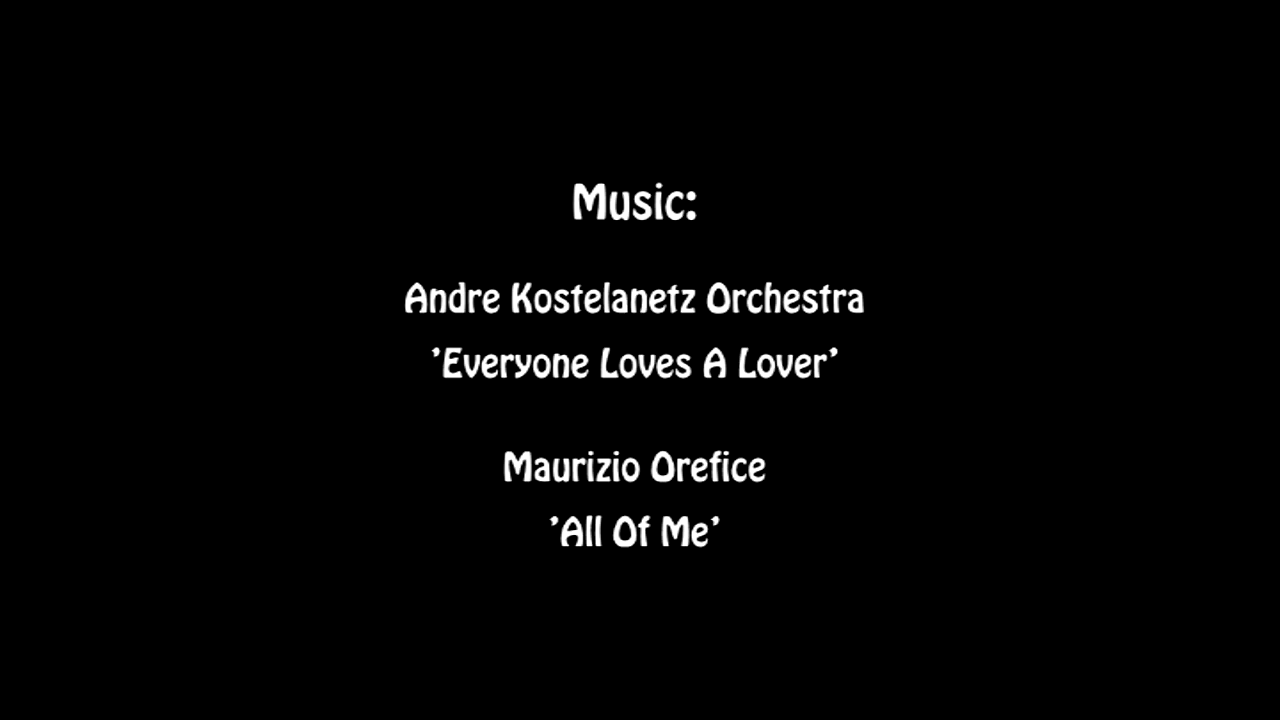 Music:
Andre Kostelanetz Orchestra
’Everyone Loves A Lover’
Maurizio Orefice
’All Of Me’